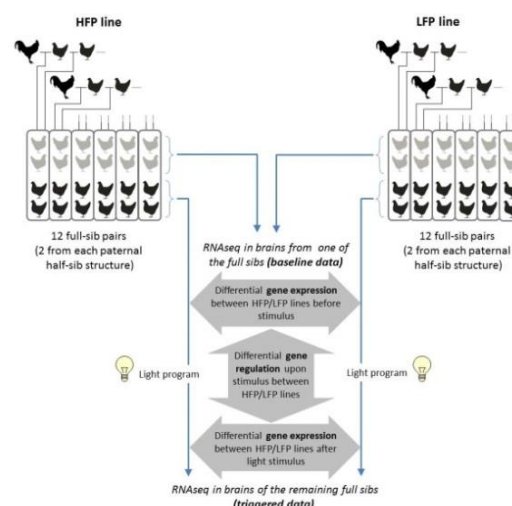 HFP line
LFP line
12 full-sib pairs
(2 from each paternal
half-sib structure)
12 full-sib pairs
(2 from each paternal
half-sib structure)
RNAseq in brains from one of
the full sibs (baseline data)
Differential gene expression
between HFP/LFP lines before
stimulus
Differential gene
regulation upon
stimulus between
HFP/LFP lines
Light program
Light program
Differential gene expression
between HFP/LFP lines after
light stimulus
RNAseq in brains of the remaining full sibs
(triggered data)